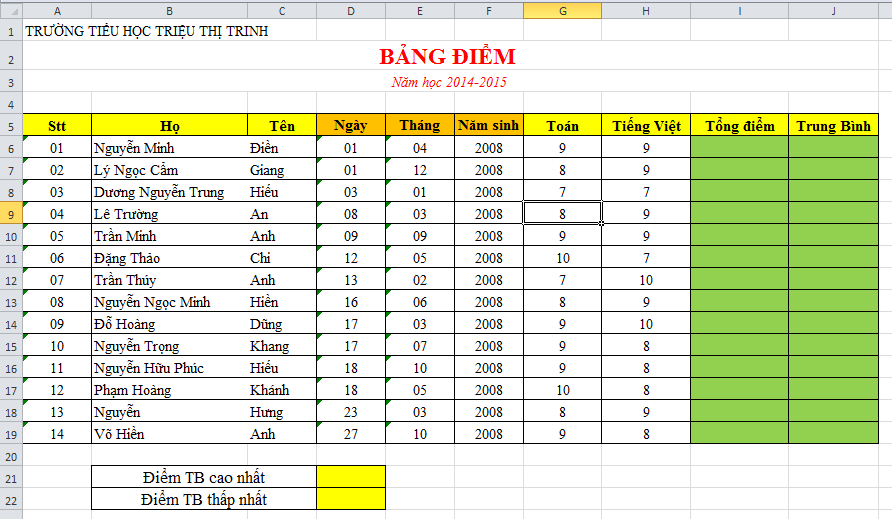 A B C D E F G H I J
1 TRƯỜNG TIỂU HỌC TRIỆU THỊ TRINH
2 BẢNG ĐIỂM
3 Năm học 2014-2015
4
5 Stt Họ Tên Ngày Tháng Năm sinh Toán Tiếng Việt Tổng điểm Trung Bình
6 01 Nguyễn Minh Điền 01 04 2008 9 9
7 02 Lý Ngọc Cẩm Giang 01 12 2008 8 9
8 03 Dương Nguyễn Trung Hiếu 03 01 2008 7 7
9 04 Lê Trường An 08 03 2008 8 9
10 05 Trần Minh Anh 09 09 2008 9 9
11 06 Đặng Thảo Chi 12 05 2008 10 7
12 07 Trần Thúy Anh 13 02 2008 7 10
13 08 Nguyễn Ngọc Minh Hiền 16 06 2008 8 9
14 09 Đỗ Hoàng Dũng 17 03 2008 9 10
15 10 Nguyễn Trọng Khang 17 07 2008 9 8
16 11 Nguyễn Hữu Phúc Hiếu 18 10 2008 9 8
17 12 Phạm Hoàng Khánh 18 05 2008 10 8
18 13 Nguyễn Hưng 23 03 2008 8 9
19 14 Võ Hiền Anh 27 10 2008 9 8
20
21 Điểm TB cao nhất
22 Điểm TB thấp nhất